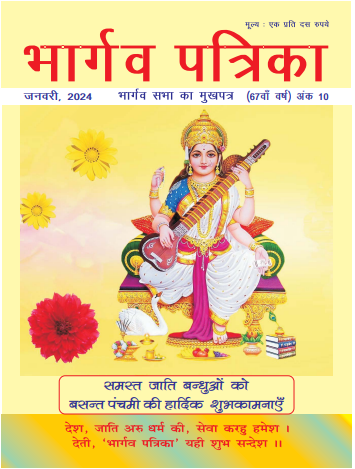 मूल्य : एक प्रति दस रुपये
भार्गव पत्रिका
जनवरी, 2024 भार्गव सभा का मुखपत्र (67वाँ वर्ष) अंक 10
समस्त जाति बन्धुओं को
बसन्त पंचमी की हार्दिक शुभकामनाएँ
देश, जाति अरु धर्म की, सेवा करहु हमेश ।
देती, 'भार्गव पत्रिका' यही शुभ सन्देश ।।